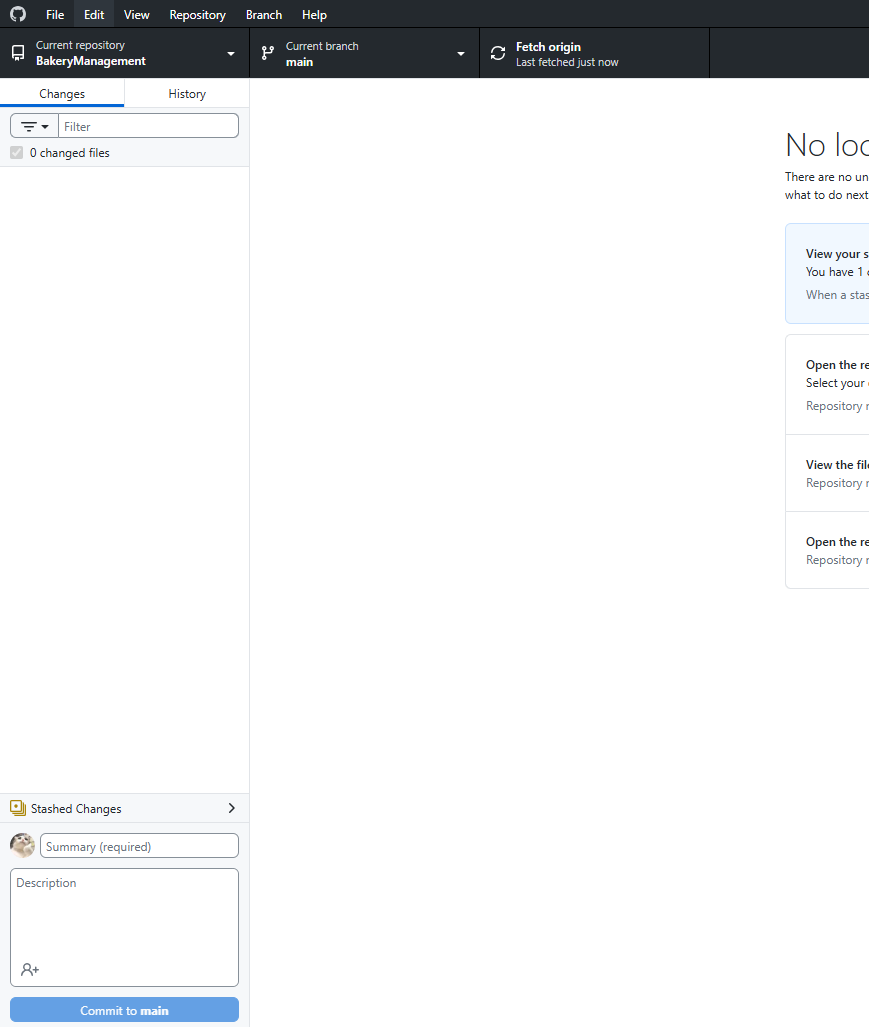 File Edit View Repository Branch Help
Current repository
BakeryManagement
Current branch
main
Fetch origin
Last fetched just now
Changes History
Filter
0 changed files
No loc
There are no un
what to do next
View your s
You have 1
When a stas
Open the re
Select your
Repository
View the file
Repository
Open the re
Repository
Stashed Changes
Summary (required)
Description
Commit to main